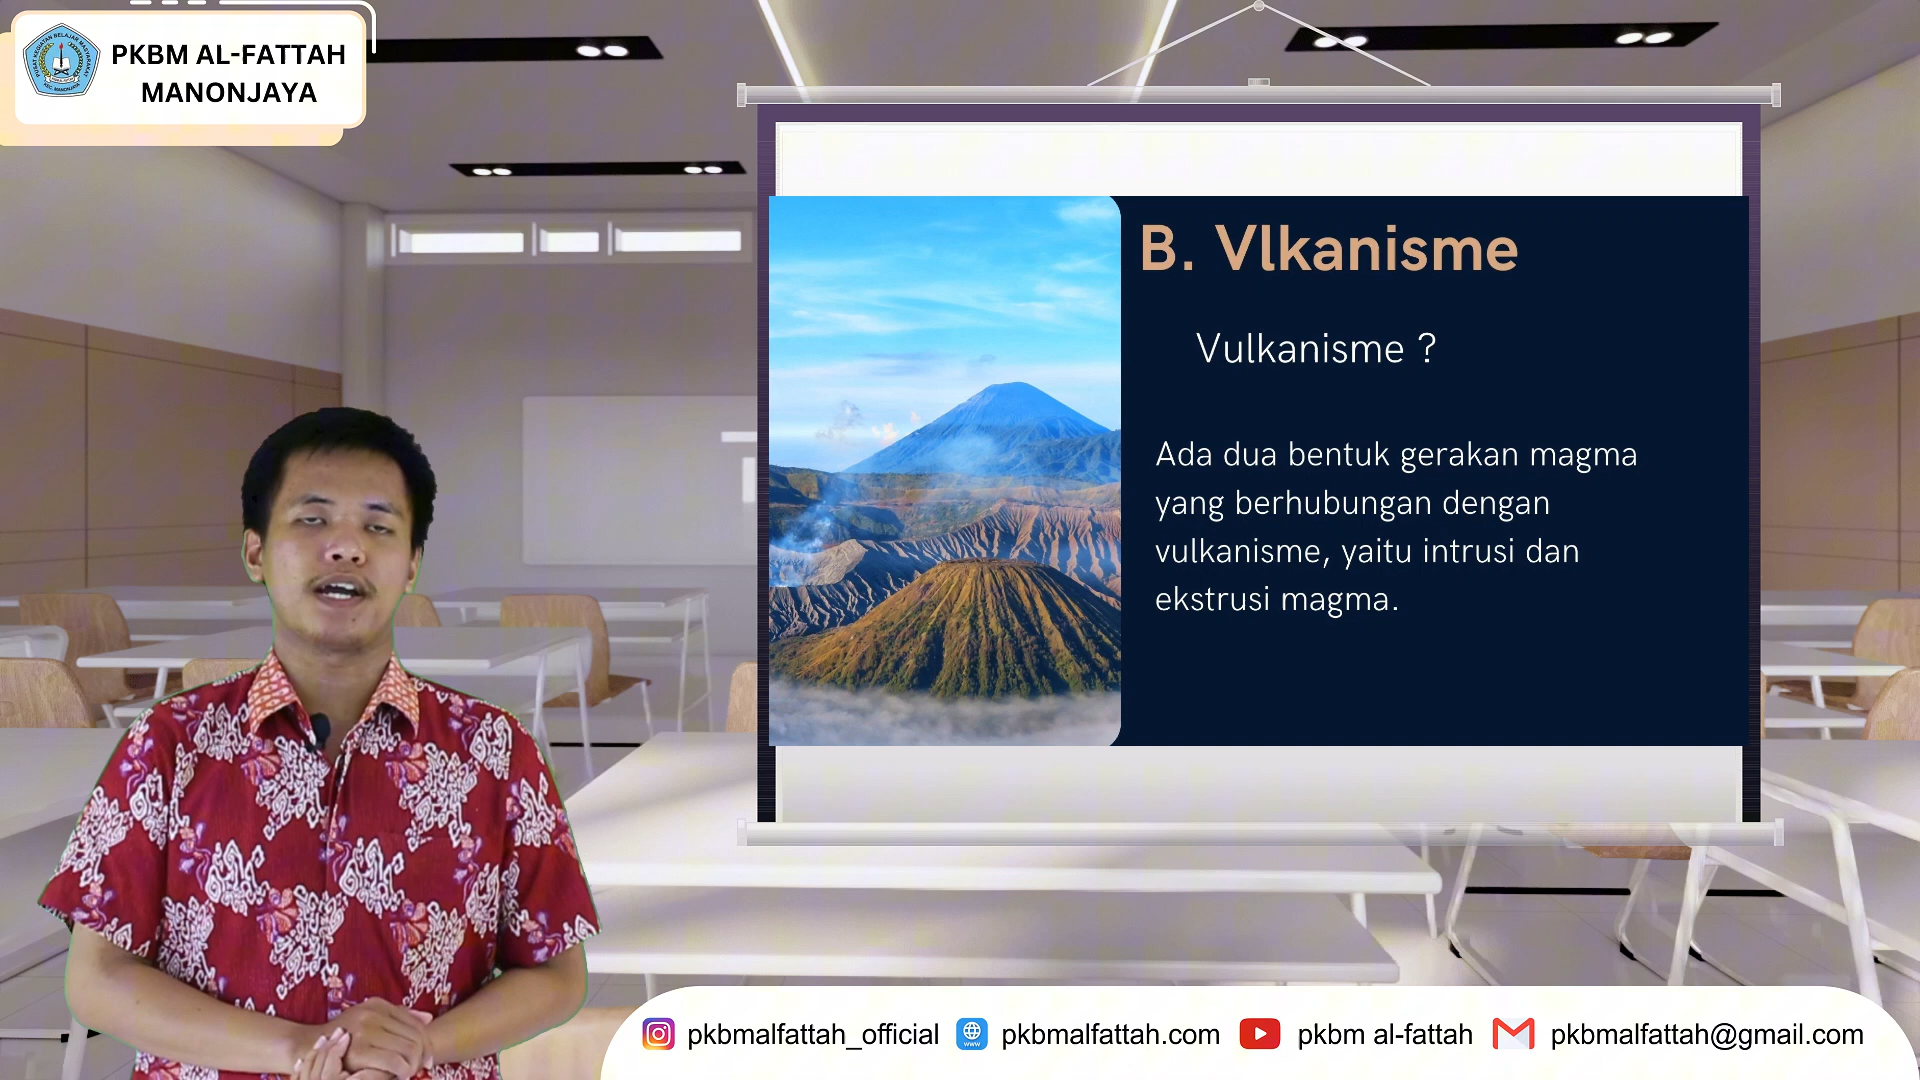 PKBM AL-FATTAH
MANONJAYA
B. Vlkanisme
Vulkanisme ?
Ada dua bentuk gerakan magma
yang berhubungan dengan
vulkanisme, yaitu intrusi dan
ekstrusi magma.
pkbmalfattah_official
pkbmalfattah.com
pkbm al-fattah
pkbmalfattah@gmail.com